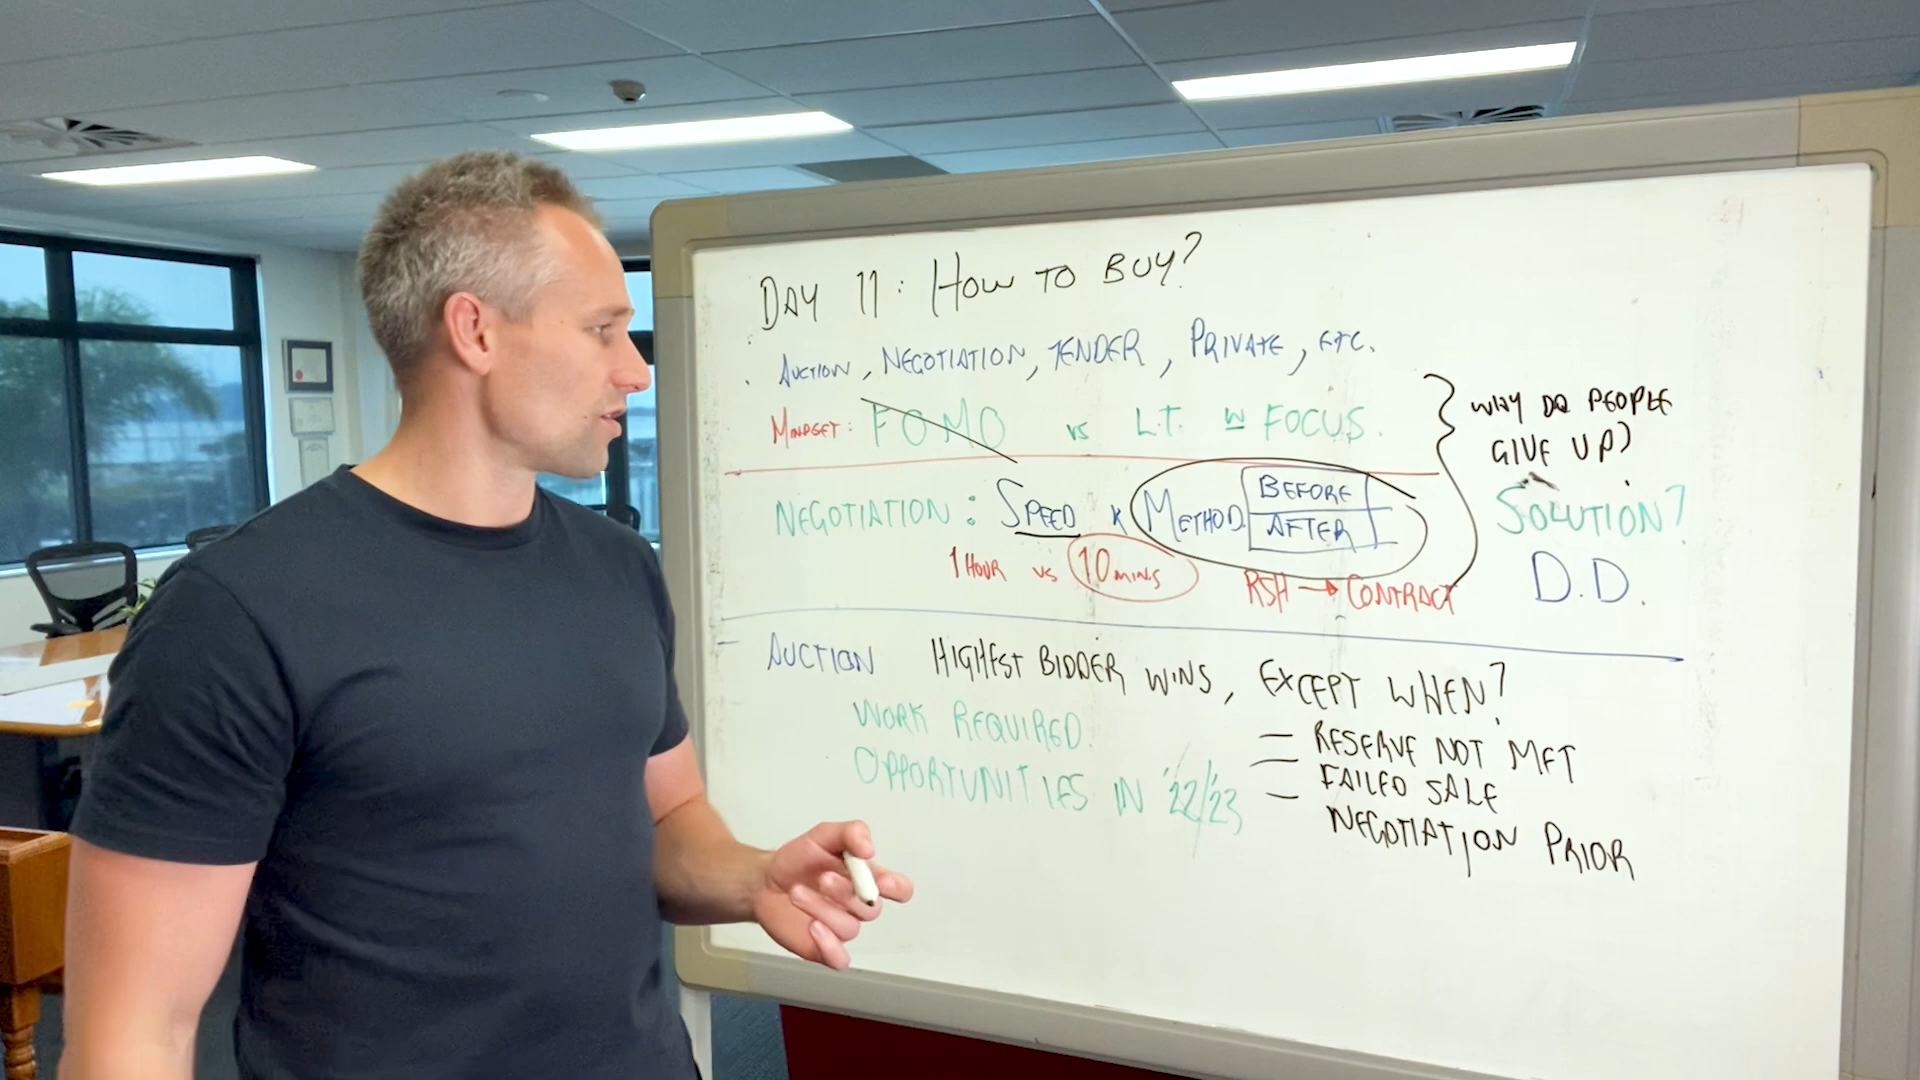 DAY 11: HOW TO BUY?
AUCTION, NEGOTIATION, TENDER, PRIVATE, ETC.
MINDSET: FOMO vs L.T. W FOCUS.
WHY DO PEOPLE
GIVE UP?
NEGOTIATION: SPEED & METHOD BEFORE
AFTER
1 HOUR vs 10 MINS
RSH → CONTRACT
SOLUTION?
D.D.
AUCTION HIGHEST BIDDER WINS, EXCEPT WHEN?
WORK REQUIRED.
OPPORTUNITIES IN '22/'23
- RESERVE NOT MET
- FAILED SALE
- NEGOTIATION PRIOR